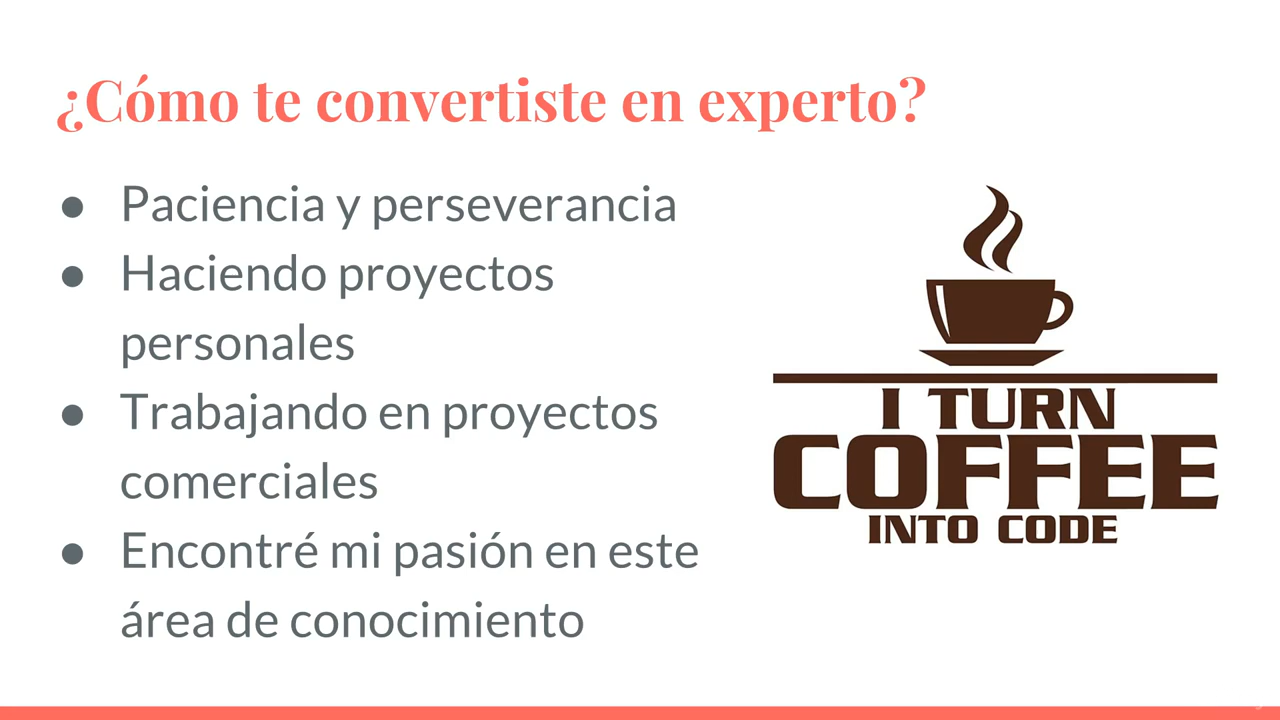 ¿Cómo te convertiste en experto?
● Paciencia y perseverancia
● Haciendo proyectos
personales
● Trabajando en proyectos
comerciales
● Encontré mi pasión en este
área de conocimiento
I TURN
COFFEE
INTO CODE